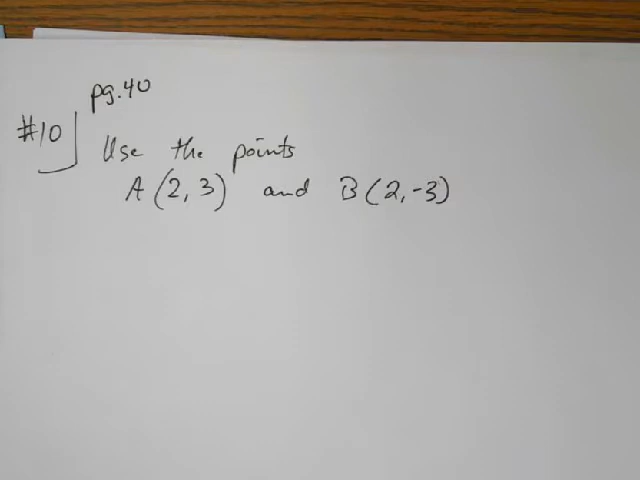 pg.40
#10
Use the points
A(2,3) and B(2,-3)